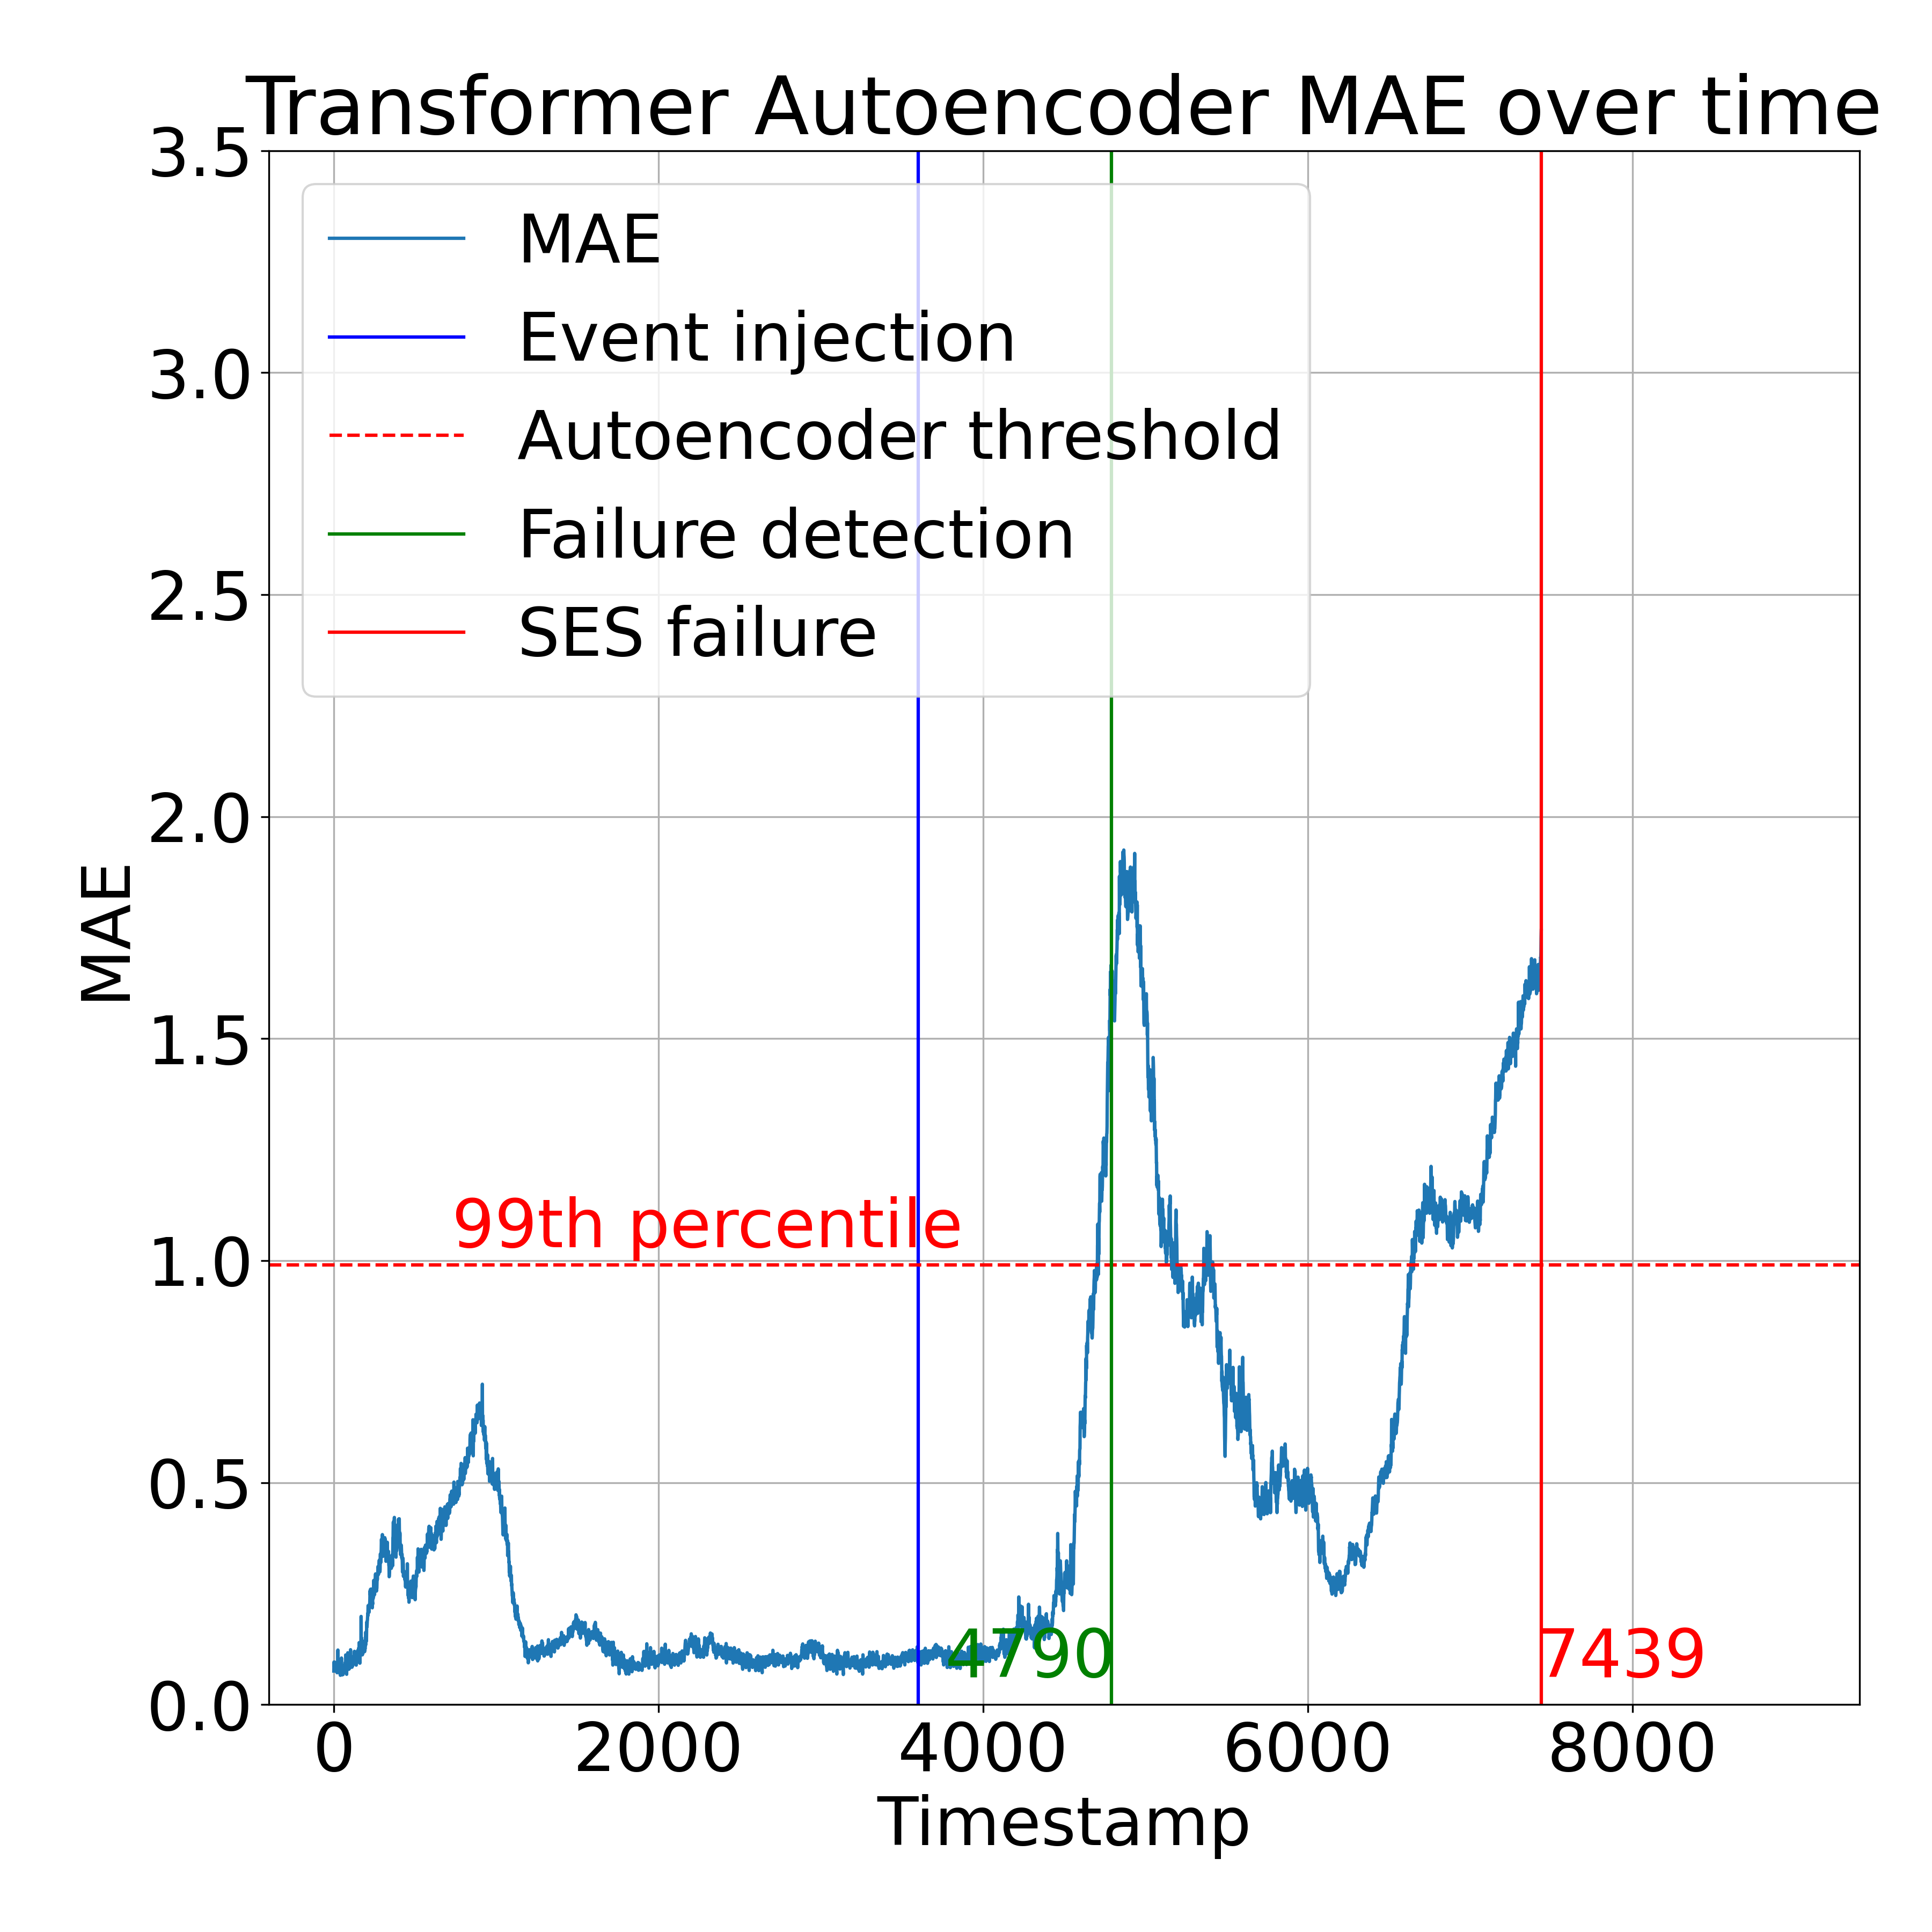 Transformer Autoencoder MAE over time
3.5
3.0
2.5
2.0
1.5
1.0
0.5
0.0
MAE
MAE
Event injection
Autoencoder threshold
Failure detection
SES failure
99th percentile
4790
7439
0
2000
4000
6000
8000
Timestamp